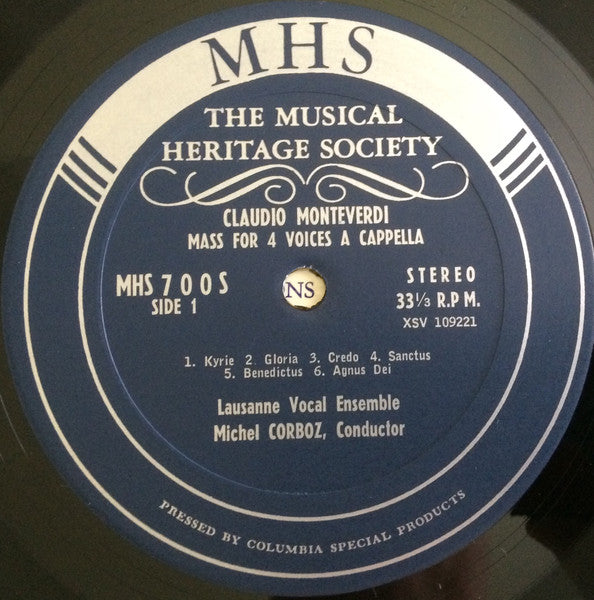 MHS
THE MUSICAL
HERITAGE SOCIETY
CLAUDIO MONTEVERDI
MASS FOR 4 VOICES A CAPPELLA
MHS 700S
SIDE 1
NS
STEREO
33⅓ R.P.M.
XSV 109221
1. Kyrie 2. Gloria 3. Credo 4. Sanctus
5. Benedictus 6. Agnus Dei
Lausanne Vocal Ensemble
Michel CORBOZ, Conductor
PRESSED BY COLUMBIA SPECIAL PRODUCTS